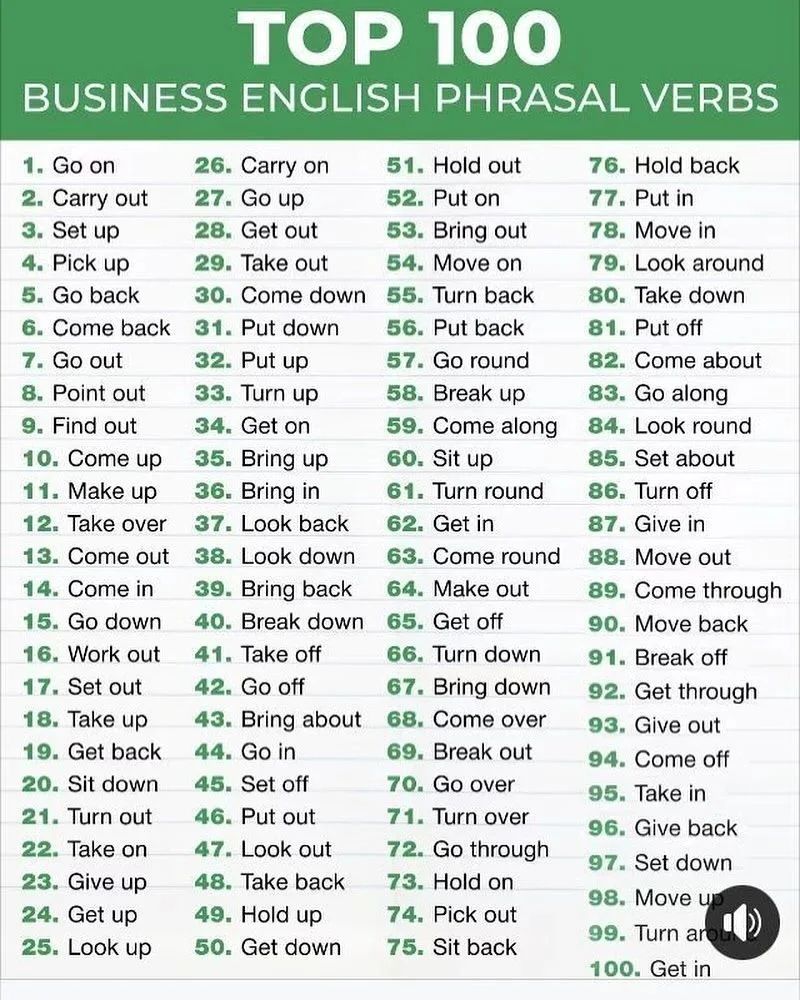 TOP 100
BUSINESS ENGLISH PHRASAL VERBS
1. Go on
2. Carry out
3. Set up
4. Pick up
5. Go back
6. Come back
7. Go out
8. Point out
9. Find out
10. Come up
11. Make up
12. Take over
13. Come out
14. Come in
15. Go down
16. Work out
17. Set out
18. Take up
19. Get back
20. Sit down
21. Turn out
22. Take on
23. Give up
24. Get up
25. Look up
26. Carry on
27. Go up
28. Get out
29. Take out
30. Come down
31. Put down
32. Put up
33. Turn up
34. Get on
35. Bring up
36. Bring in
37. Look back
38. Look down
39. Bring back
40. Break down
41. Take off
42. Go off
43. Bring about
44. Go in
45. Set off
46. Put out
47. Look out
48. Take back
49. Hold up
50. Get down
51. Hold out
52. Put on
53. Bring out
54. Move on
55. Turn back
56. Put back
57. Go round
58. Break up
59. Come along
60. Sit up
61. Turn round
62. Get in
63. Come round
64. Make out
65. Get off
66. Turn down
67. Bring down
68. Come over
69. Break out
70. Go over
71. Turn over
72. Go through
73. Hold on
74. Pick out
75. Sit back
76. Hold back
77. Put in
78. Move in
79. Look around
80. Take down
81. Put off
82. Come about
83. Go along
84. Look round
85. Set about
86. Turn off
87. Give in
88. Move out
89. Come through
90. Move back
91. Break off
92. Get through
93. Give out
94. Come off
95. Take in
96. Give back
97. Set down
98. Move up
99. Turn
100. Get in